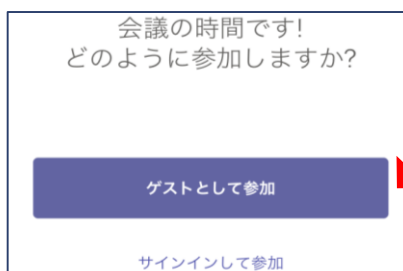 会議の時間です!
どのように参加しますか?
ゲストとして参加
サインインして参加